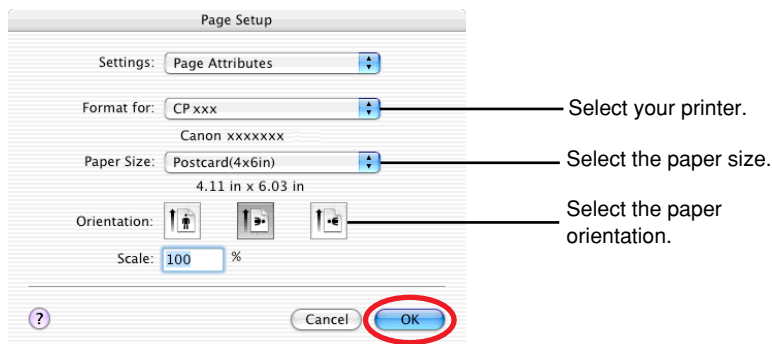 Page Setup
Settings: Page Attributes
Format for: CP xxx
Select your printer.
Canon xxxxxxx
Paper Size: Postcard(4x6in)
Select the paper size.
4.11 in x 6.03 in
Orientation:
Select the paper
orientation.
Scale: 100 %
? Cancel OK